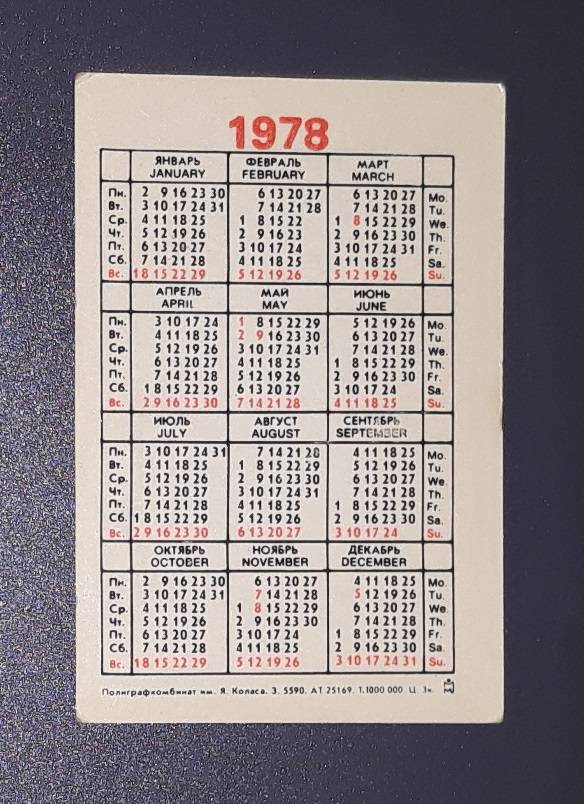 1978
ЯНВАРЬ ФЕВРАЛЬ МАРТ
JANUARY FEBRUARY MARCH
Пн. 2 9 16 23 30 6 13 20 27 6 13 20 27 Mo.
Вт. 3 10 17 24 31 7 14 21 28 7 14 21 28 Tu.
Ср. 4 11 18 25 1 8 15 22 1 8 15 22 29 We.
Чт. 5 12 19 26 2 9 16 23 2 9 16 23 30 Th.
Пт. 6 13 20 27 3 10 17 24 3 10 17 24 31 Fr.
Сб. 7 14 21 28 4 11 18 25 4 11 18 25 Sa.
Вс. 1 8 15 22 29 5 12 19 26 5 12 19 26 Su.
АПРЕЛЬ МАЙ ИЮНЬ
APRIL MAY JUNE
Пн. 3 10 17 24 1 8 15 22 29 5 12 19 26 Mo.
Вт. 4 11 18 25 2 9 16 23 30 6 13 20 27 Tu.
Ср. 5 12 19 26 3 10 17 24 31 7 14 21 28 We.
Чт. 6 13 20 27 4 11 18 25 1 8 15 22 29 Th.
Пт. 7 14 21 28 5 12 19 26 2 9 16 23 30 Fr.
Сб. 1 8 15 22 29 6 13 20 27 3 10 17 24 Sa.
Вс. 2 9 16 23 30 7 14 21 28 4 11 18 25 Su.
ИЮЛЬ АВГУСТ СЕНТЯБРЬ
JULY AUGUST SEPTEMBER
Пн. 3 10 17 24 31 7 14 21 28 4 11 18 25 Mo.
Вт. 4 11 18 25 1 8 15 22 29 5 12 19 26 Tu.
Ср. 5 12 19 26 2 9 16 23 30 6 13 20 27 We.
Чт. 6 13 20 27 3 10 17 24 31 7 14 21 28 Th.
Пт. 7 14 21 28 4 11 18 25 1 8 15 22 29 Fr.
Сб. 1 8 15 22 29 5 12 19 26 2 9 16 23 30 Sa.
Вс. 2 9 16 23 30 6 13 20 27 3 10 17 24 Su.
ОКТЯБРЬ НОЯБРЬ ДЕКАБРЬ
OCTOBER NOVEMBER DECEMBER
Пн. 2 9 16 23 30 6 13 20 27 4 11 18 25 Mo.
Вт. 3 10 17 24 31 7 14 21 28 5 12 19 26 Tu.
Ср. 4 11 18 25 1 8 15 22 29 6 13 20 27 We.
Чт. 5 12 19 26 2 9 16 23 30 7 14 21 28 Th.
Пт. 6 13 20 27 3 10 17 24 1 8 15 22 29 Fr.
Сб. 7 14 21 28 4 11 18 25 2 9 16 23 30 Sa.
Вс. 1 8 15 22 29 5 12 19 26 3 10 17 24 31 Su.
Полиграфкомбинат им. Я. Коласа. З. 5590. АТ 25169. Т.1000 000 Ц. 3к.